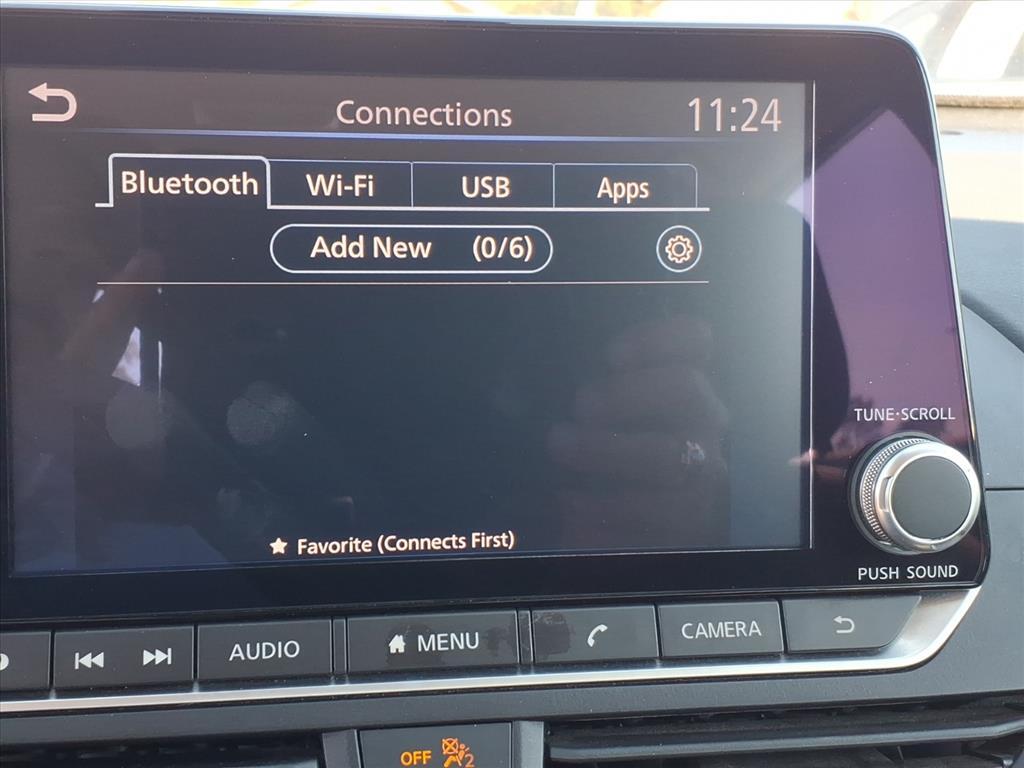 Connections 11:24
Bluetooth Wi-Fi USB Apps
Add New (0/6)
TUNE·SCROLL
★ Favorite (Connects First)
PUSH SOUND
AUDIO MENU CAMERA
OFF 2